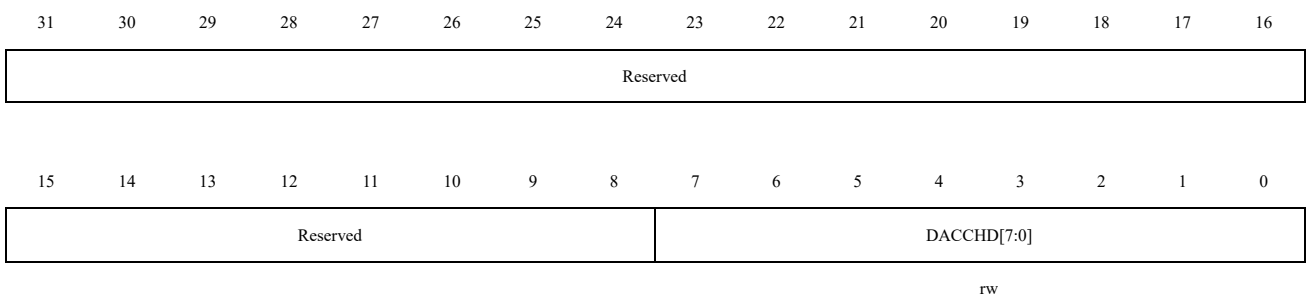 31 30 29 28 27 26 25 24 23 22 21 20 19 18 17 16
Reserved
15 14 13 12 11 10 9 8 7 6 5 4 3 2 1 0
Reserved DACCHD[7:0]
rw